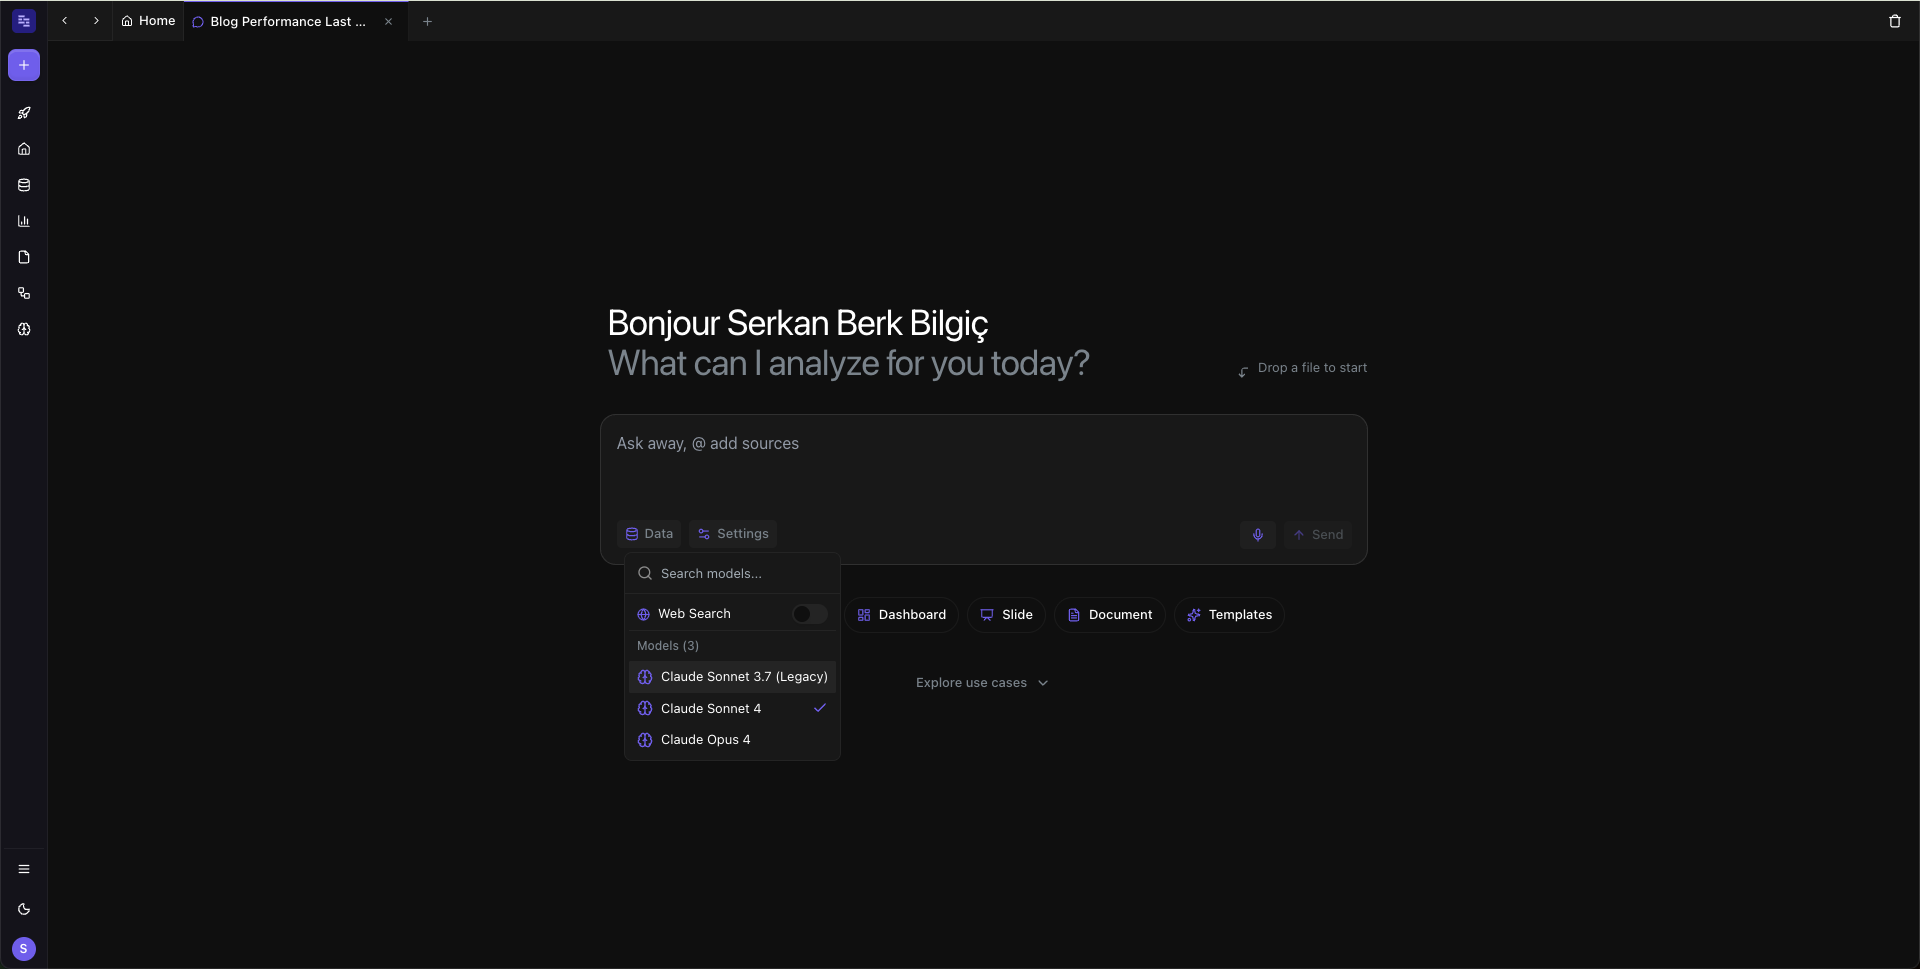 Home
Blog Performance Last ...
Bonjour Serkan Berk Bilgiç
What can I analyze for you today?
Drop a file to start
Ask away, @ add sources
Data
Settings
Send
Search models...
Web Search
Dashboard
Slide
Document
Templates
Models (3)
Claude Sonnet 3.7 (Legacy)
Explore use cases
Claude Sonnet 4
Claude Opus 4
S